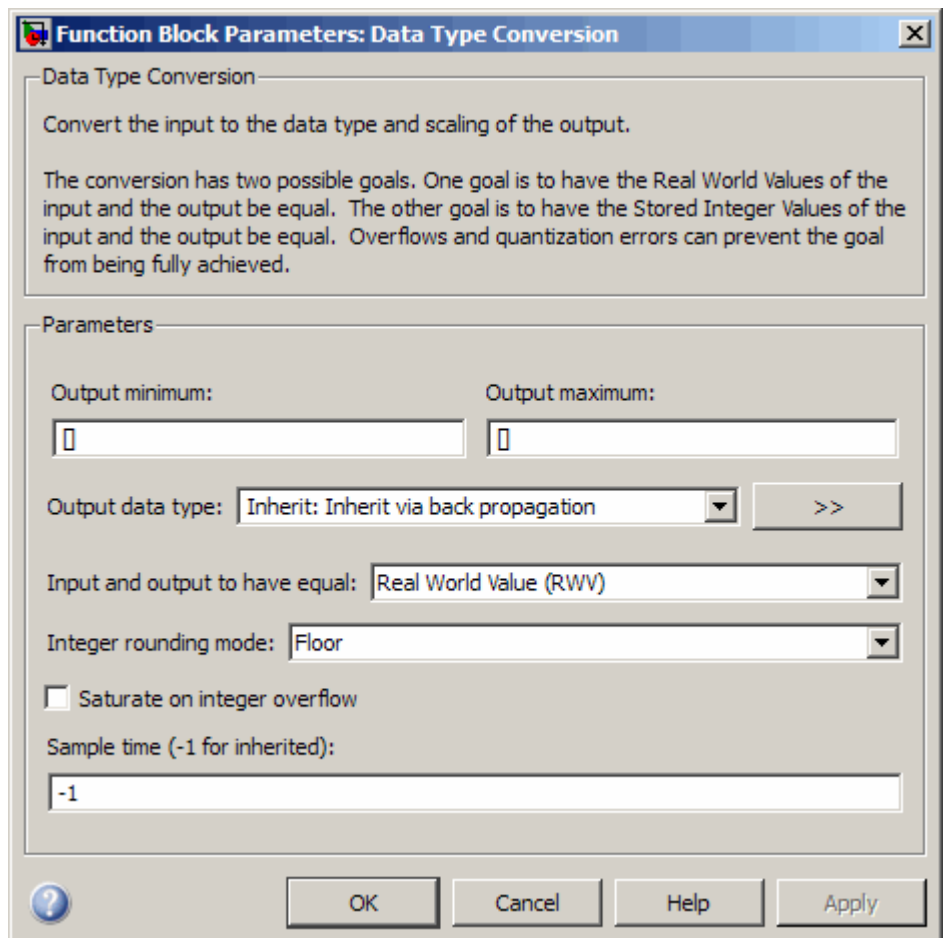 Function Block Parameters: Data Type Conversion
Data Type Conversion
Convert the input to the data type and scaling of the output.
The conversion has two possible goals. One goal is to have the Real World Values of the
input and the output be equal.  The other goal is to have the Stored Integer Values of the
input and the output be equal.  Overflows and quantization errors can prevent the goal
from being fully achieved.
Parameters
Output minimum: Output maximum:
[] []
Output data type: Inherit: Inherit via back propagation >>
Input and output to have equal: Real World Value (RWV)
Integer rounding mode: Floor
Saturate on integer overflow
Sample time (-1 for inherited):
-1
? OK Cancel Help Apply